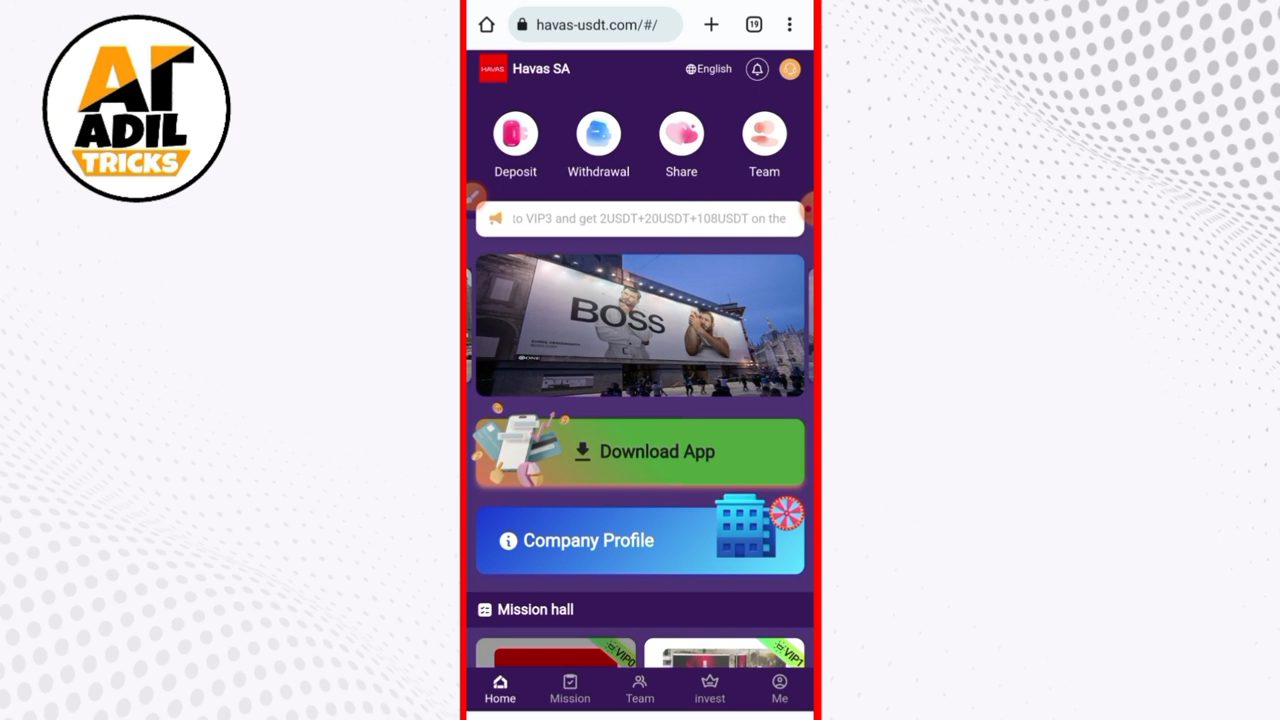 AT
ADIL
TRICKS
havas-usdt.com/#/
19
HAVAS
Havas SA
English
Deposit
Withdrawal
Share
Team
to VIP3 and get 2USDT+20USDT+108USDT on the
BOSS
Download App
Company Profile
Mission hall
VIP0
VIP1
Home
Mission
Team
invest
Me